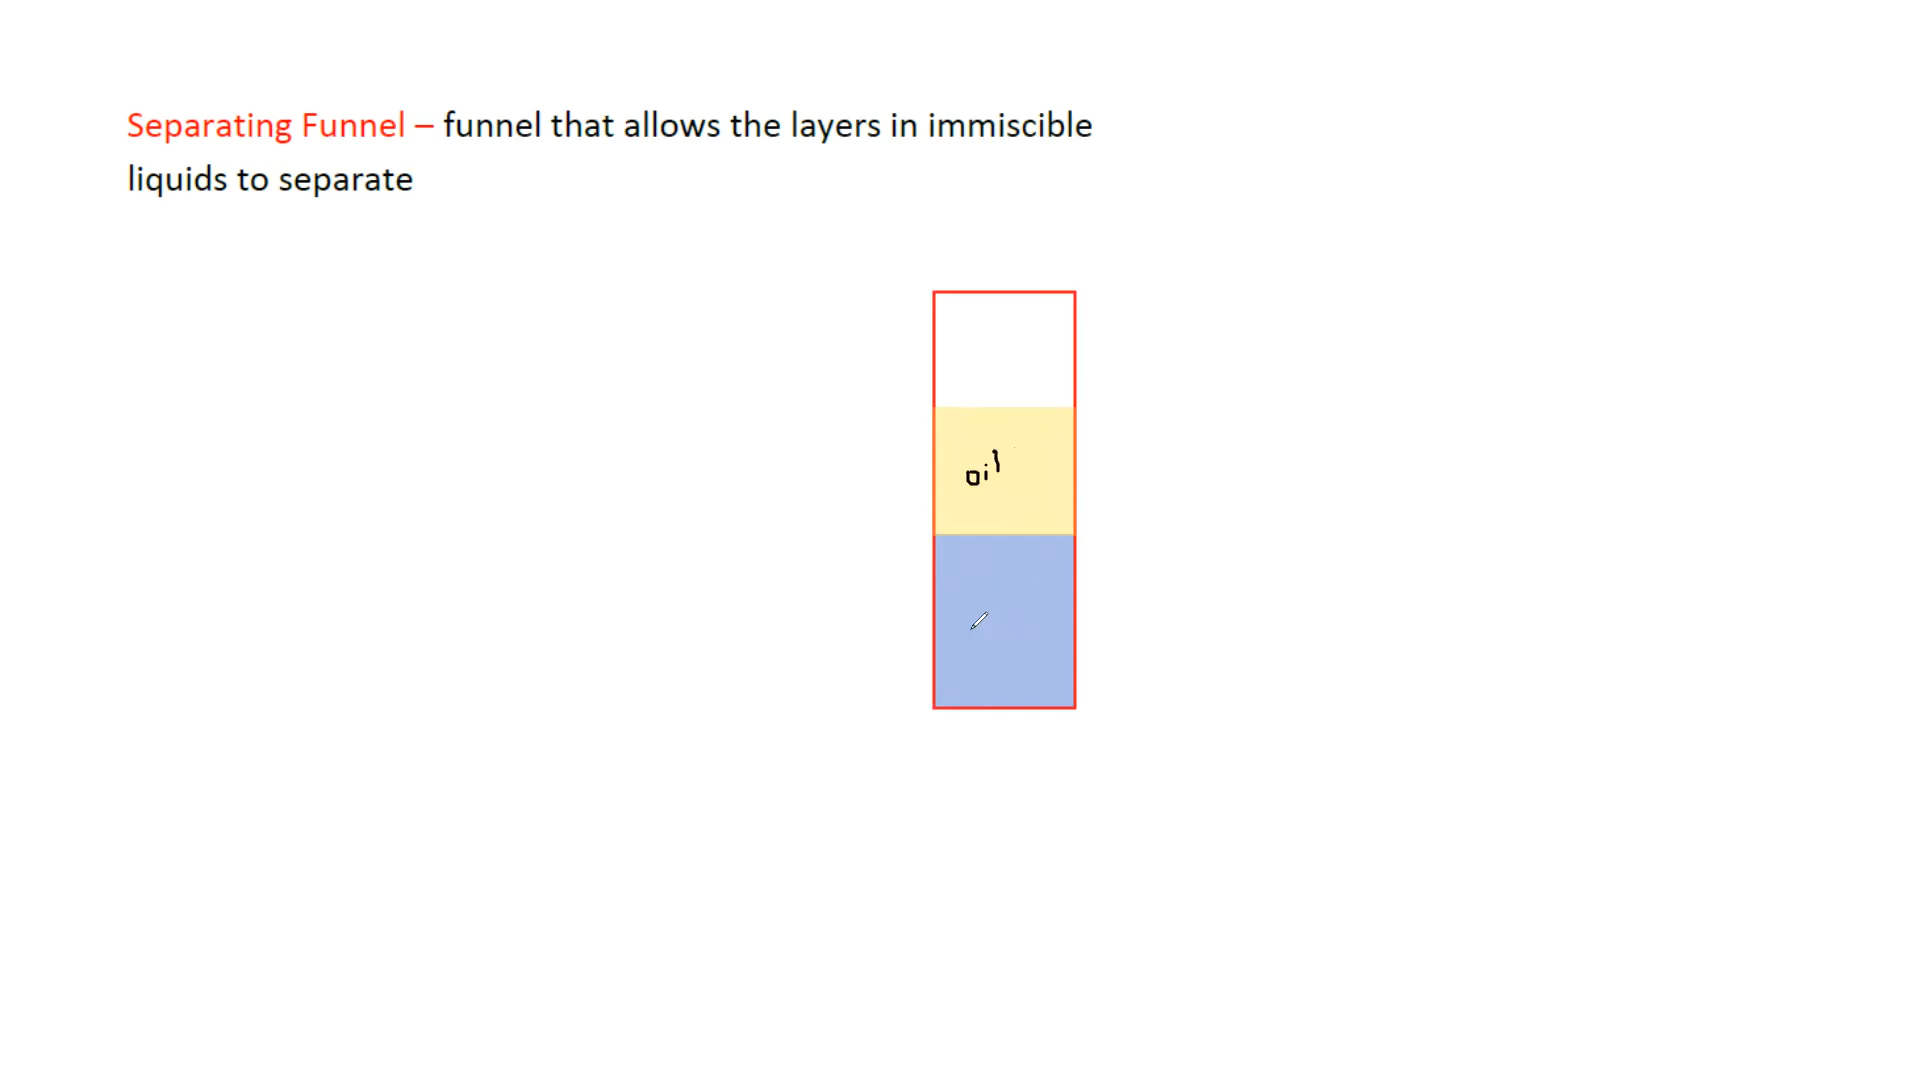 Separating Funnel – funnel that allows the layers in immiscible
liquids to separate
oil